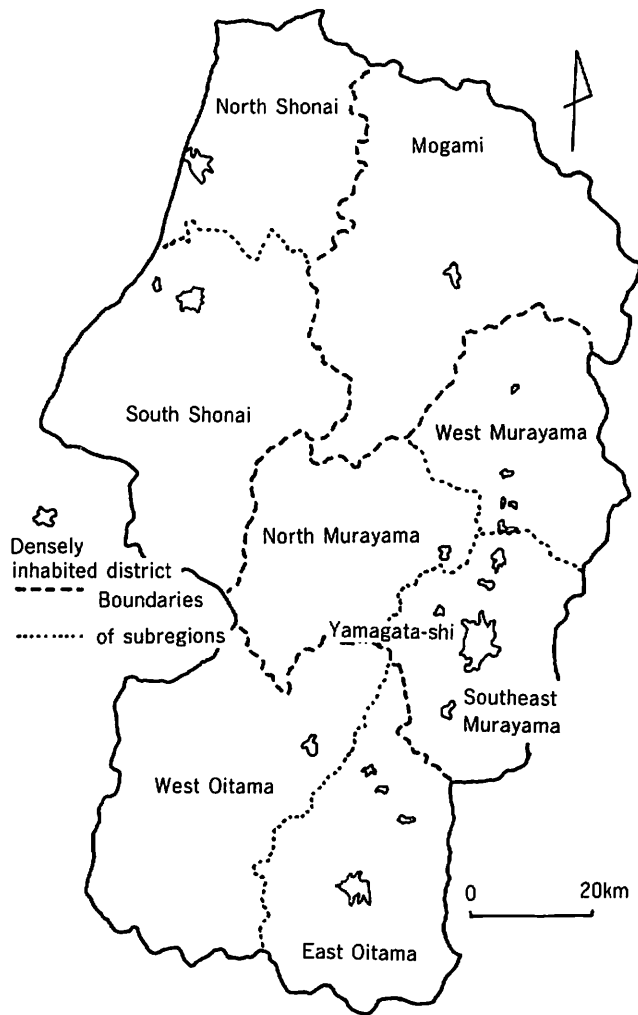 North Shonai
Mogami
South Shonai
West Murayama
Densely
inhabited district
North Murayama
Boundaries
of subregions
Yamagata-shi
Southeast
Murayama
West Oitama
0 20km
East Oitama